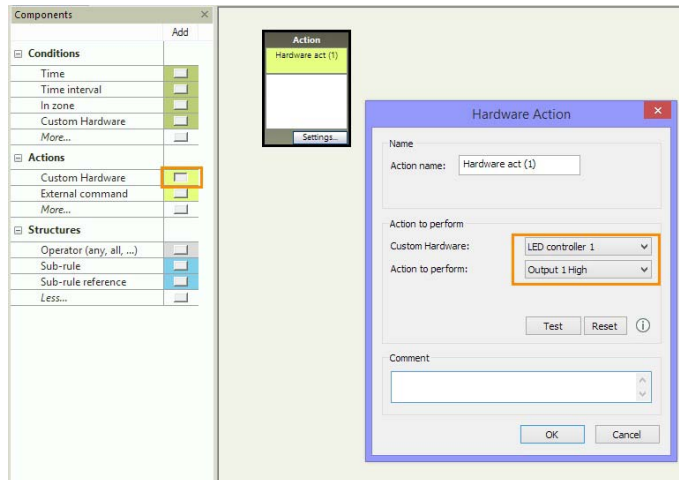 Components
Add
Conditions
Time
Time interval
In zone
Custom Hardware
More...
Actions
Custom Hardware
External command
More...
Structures
Operator (any, all, ...)
Sub-rule
Sub-rule reference
Less...
Action
Hardware act (1)
Settings...
Hardware Action
Name
Action name: Hardware act (1)
Action to perform
Custom Hardware: LED controller 1
Action to perform: Output 1 High
Test Reset
Comment
OK Cancel